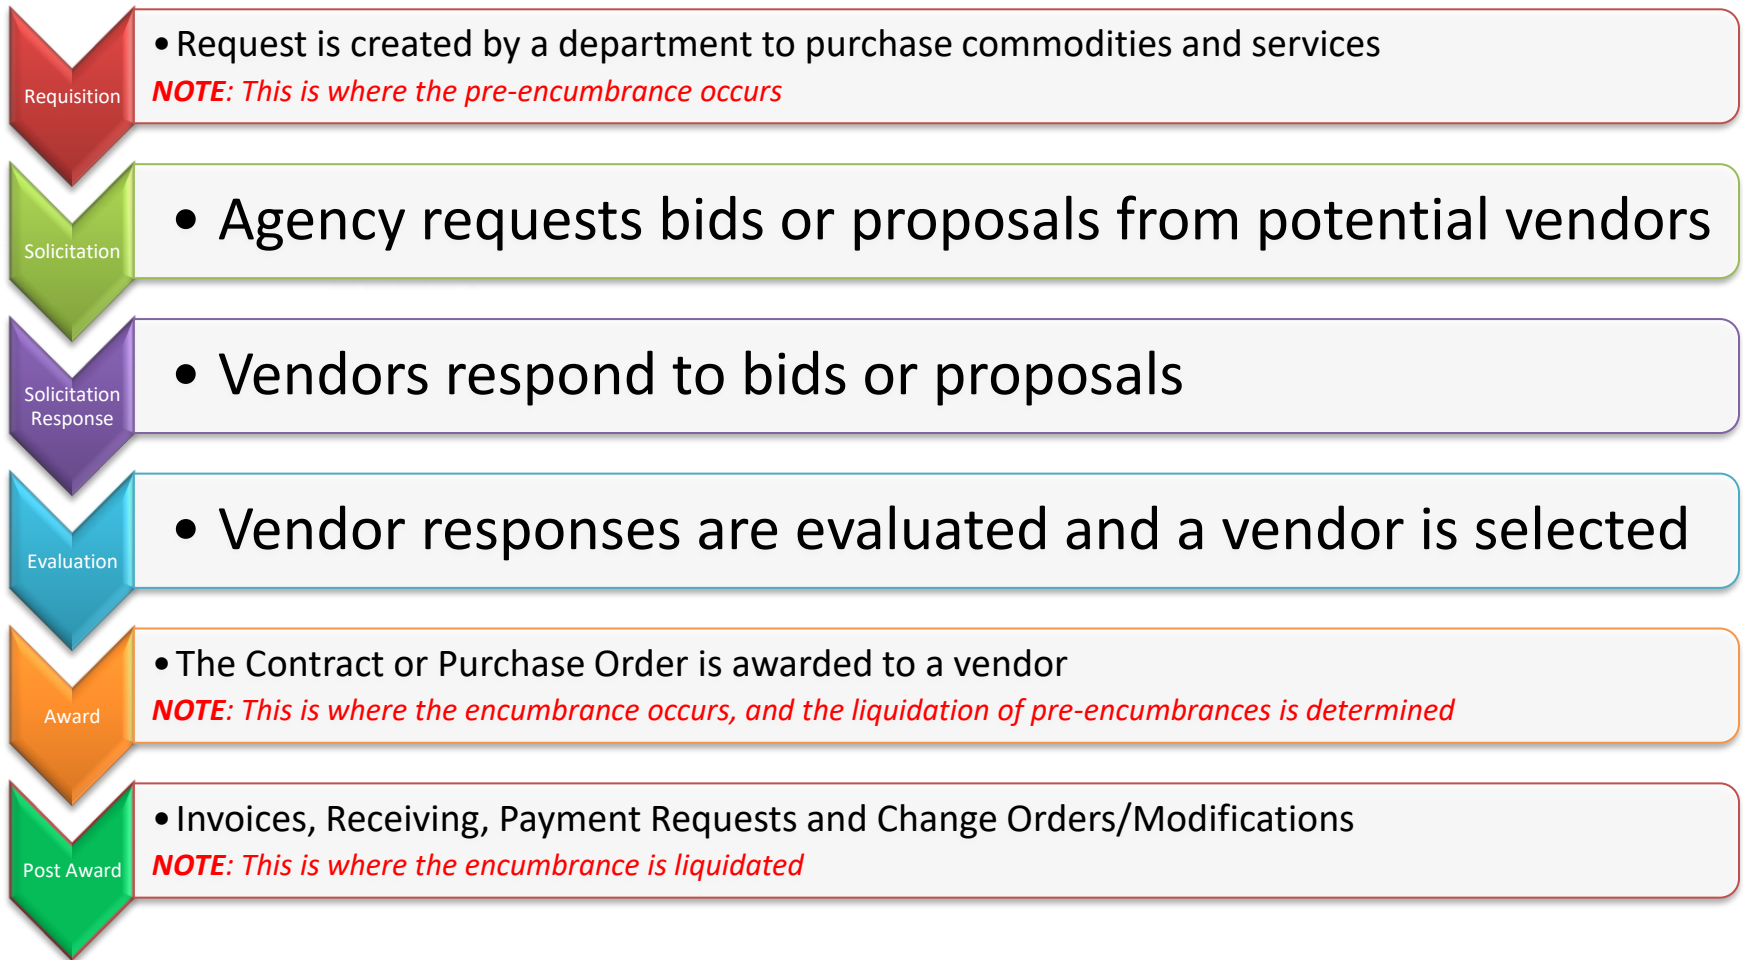 Requisition
• Request is created by a department to purchase commodities and services
NOTE: This is where the pre-encumbrance occurs
Solicitation
• Agency requests bids or proposals from potential vendors
Solicitation
Response
• Vendors respond to bids or proposals
Evaluation
• Vendor responses are evaluated and a vendor is selected
Award
• The Contract or Purchase Order is awarded to a vendor
NOTE: This is where the encumbrance occurs, and the liquidation of pre-encumbrances is determined
Post Award
• Invoices, Receiving, Payment Requests and Change Orders/Modifications
NOTE: This is where the encumbrance is liquidated